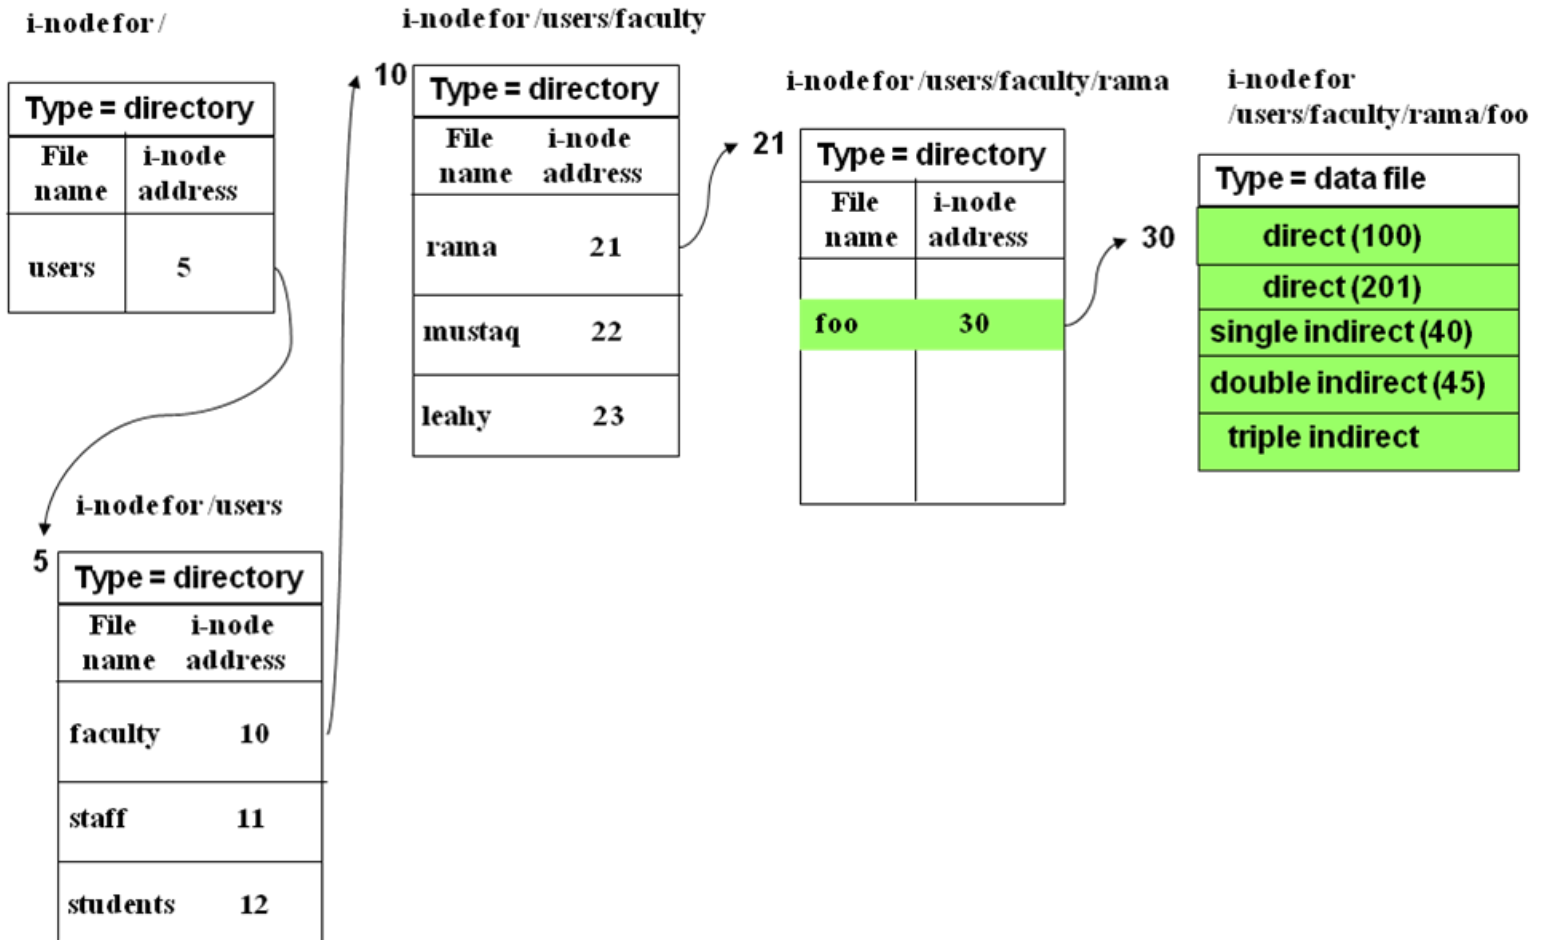 i-node for /
Type = directory
File i-node
name address
users 5
i-node for /users
5
Type = directory
File i-node
name address
faculty 10
staff 11
students 12
i-node for /users/faculty
10
Type = directory
File i-node
name address
rama 21
mustaq 22
leahy 23
i-node for /users/faculty/rama
21
Type = directory
File i-node
name address
foo 30
i-node for
/users/faculty/rama/foo
30
Type = data file
direct (100)
direct (201)
single indirect (40)
double indirect (45)
triple indirect